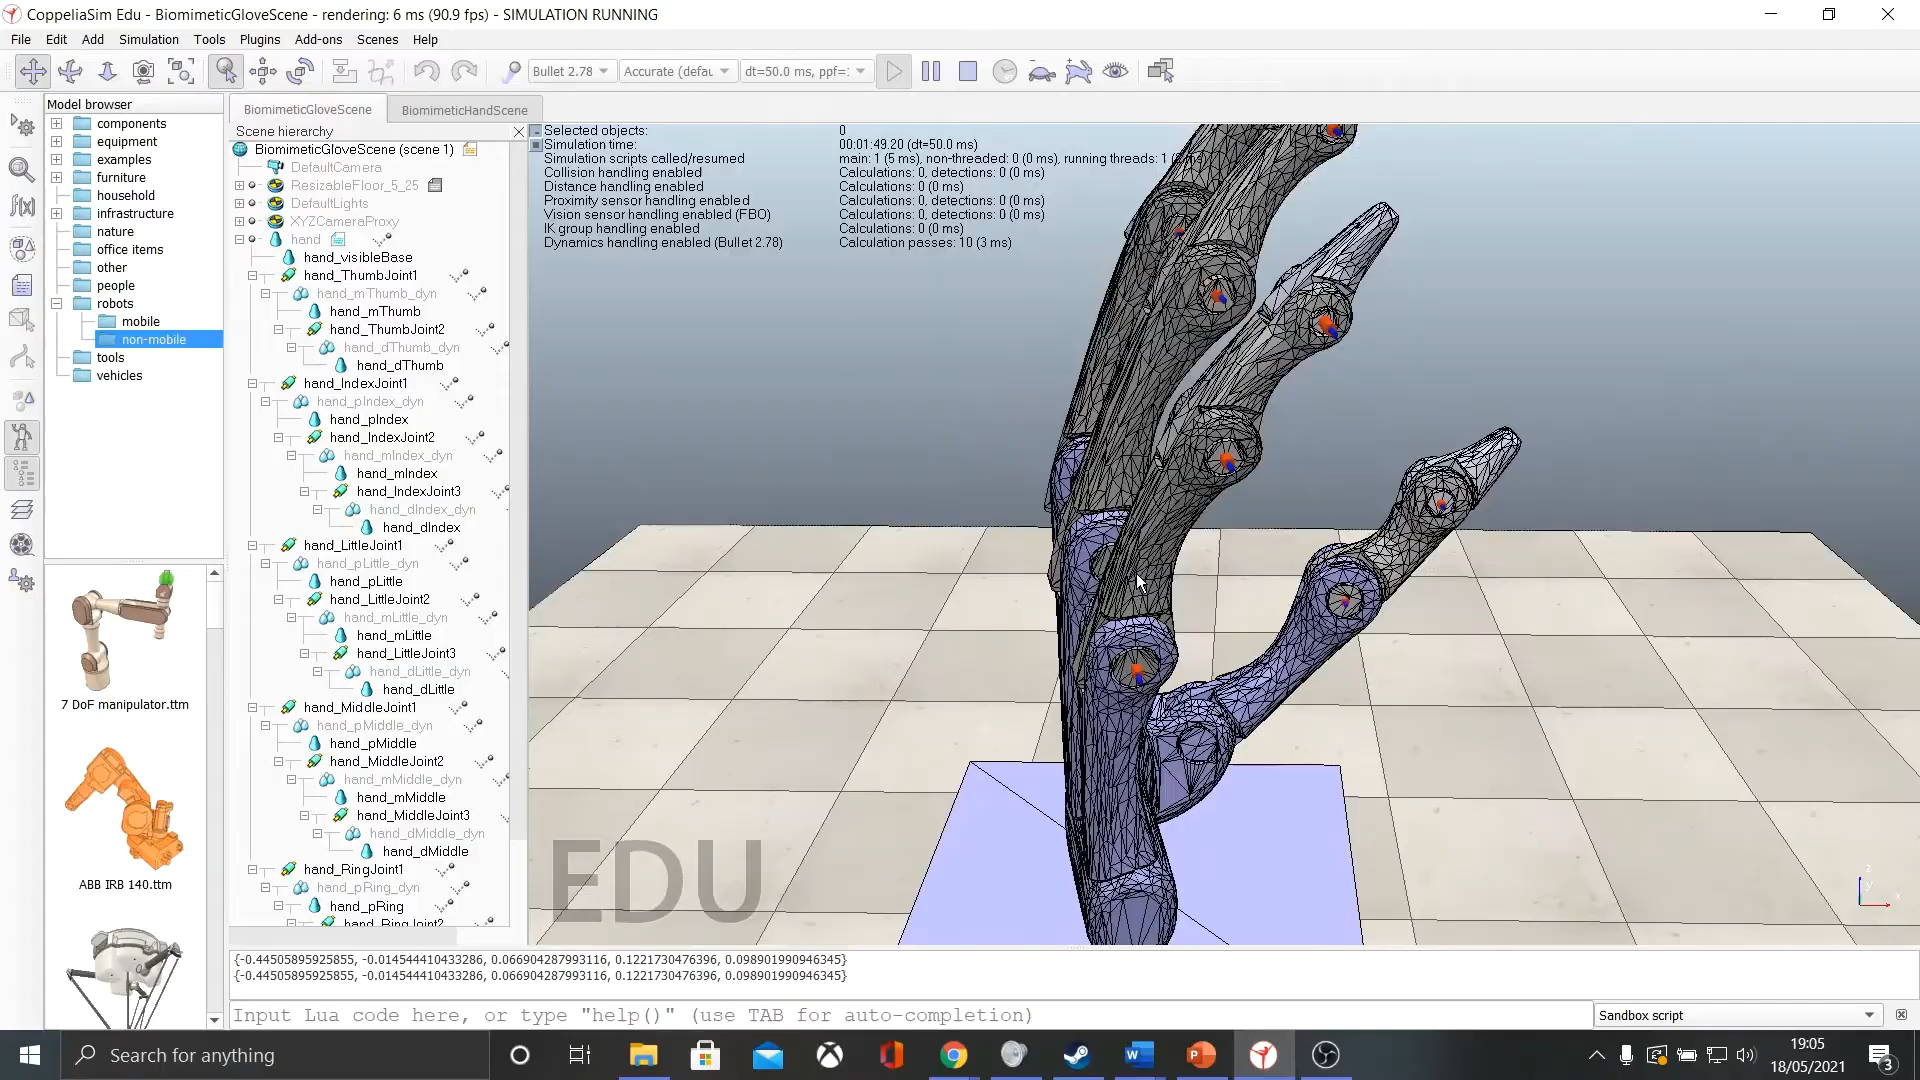 CoppeliaSim Edu - BiomimeticGloveScene - rendering: 6 ms (90.9 fps) - SIMULATION RUNNING
File Edit Add Simulation Tools Plugins Add-ons Scenes Help
Bullet 2.78 Accurate (defau dt=50.0 ms, ppf=:
Model browser
components
equipment
examples
furniture
household
infrastructure
nature
office items
other
people
robots
mobile
non-mobile
tools
vehicles
7 DoF manipulator.ttm
ABB IRB 140.ttm
BiomimeticGloveScene BiomimeticHandScene
Scene hierarchy
BiomimeticGloveScene (scene 1)
DefaultCamera
ResizableFloor_5_25
DefaultLights
XYZCameraProxy
hand
hand_visibleBase
hand_ThumbJoint1
hand_mThumb_dyn
hand_mThumb
hand_ThumbJoint2
hand_dThumb_dyn
hand_dThumb
hand_IndexJoint1
hand_pIndex_dyn
hand_pIndex
hand_IndexJoint2
hand_mIndex_dyn
hand_mIndex
hand_IndexJoint3
hand_dIndex_dyn
hand_dIndex
hand_LittleJoint1
hand_pLittle_dyn
hand_pLittle
hand_LittleJoint2
hand_mLittle_dyn
hand_mLittle
hand_LittleJoint3
hand_dLittle_dyn
hand_dLittle
hand_MiddleJoint1
hand_pMiddle_dyn
hand_pMiddle
hand_MiddleJoint2
hand_mMiddle_dyn
hand_mMiddle
hand_MiddleJoint3
hand_dMiddle_dyn
hand_dMiddle
hand_RingJoint1
hand_pRing_dyn
hand_pRing
hand_RingJoint2
Selected objects: 0
Simulation time: 00:01:49.20 (dt=50.0 ms)
Simulation scripts called/resumed main: 1 (5 ms), non-threaded: 0 (0 ms), running threads: 1
Collision handling enabled Calculations: 0, detections: 0 (0 ms)
Distance handling enabled Calculations: 0 (0 ms)
Proximity sensor handling enabled Calculations: 0, detections: 0 (0 ms)
Vision sensor handling enabled (FBO) Calculations: 0, detections: 0 (0 ms)
IK group handling enabled Calculations: 0 (0 ms)
Dynamics handling enabled (Bullet 2.78) Calculation passes: 10 (3 ms)
EDU
z
y
x
{-0.44505895925855, -0.014544410433286, 0.066904287993116, 0.1221730476396, 0.098901990946345}
{-0.44505895925855, -0.014544410433286, 0.066904287993116, 0.1221730476396, 0.098901990946345}
Input Lua code here, or type "help()" (use TAB for auto-completion)
Sandbox script
Search for anything
19:05
18/05/2021
3